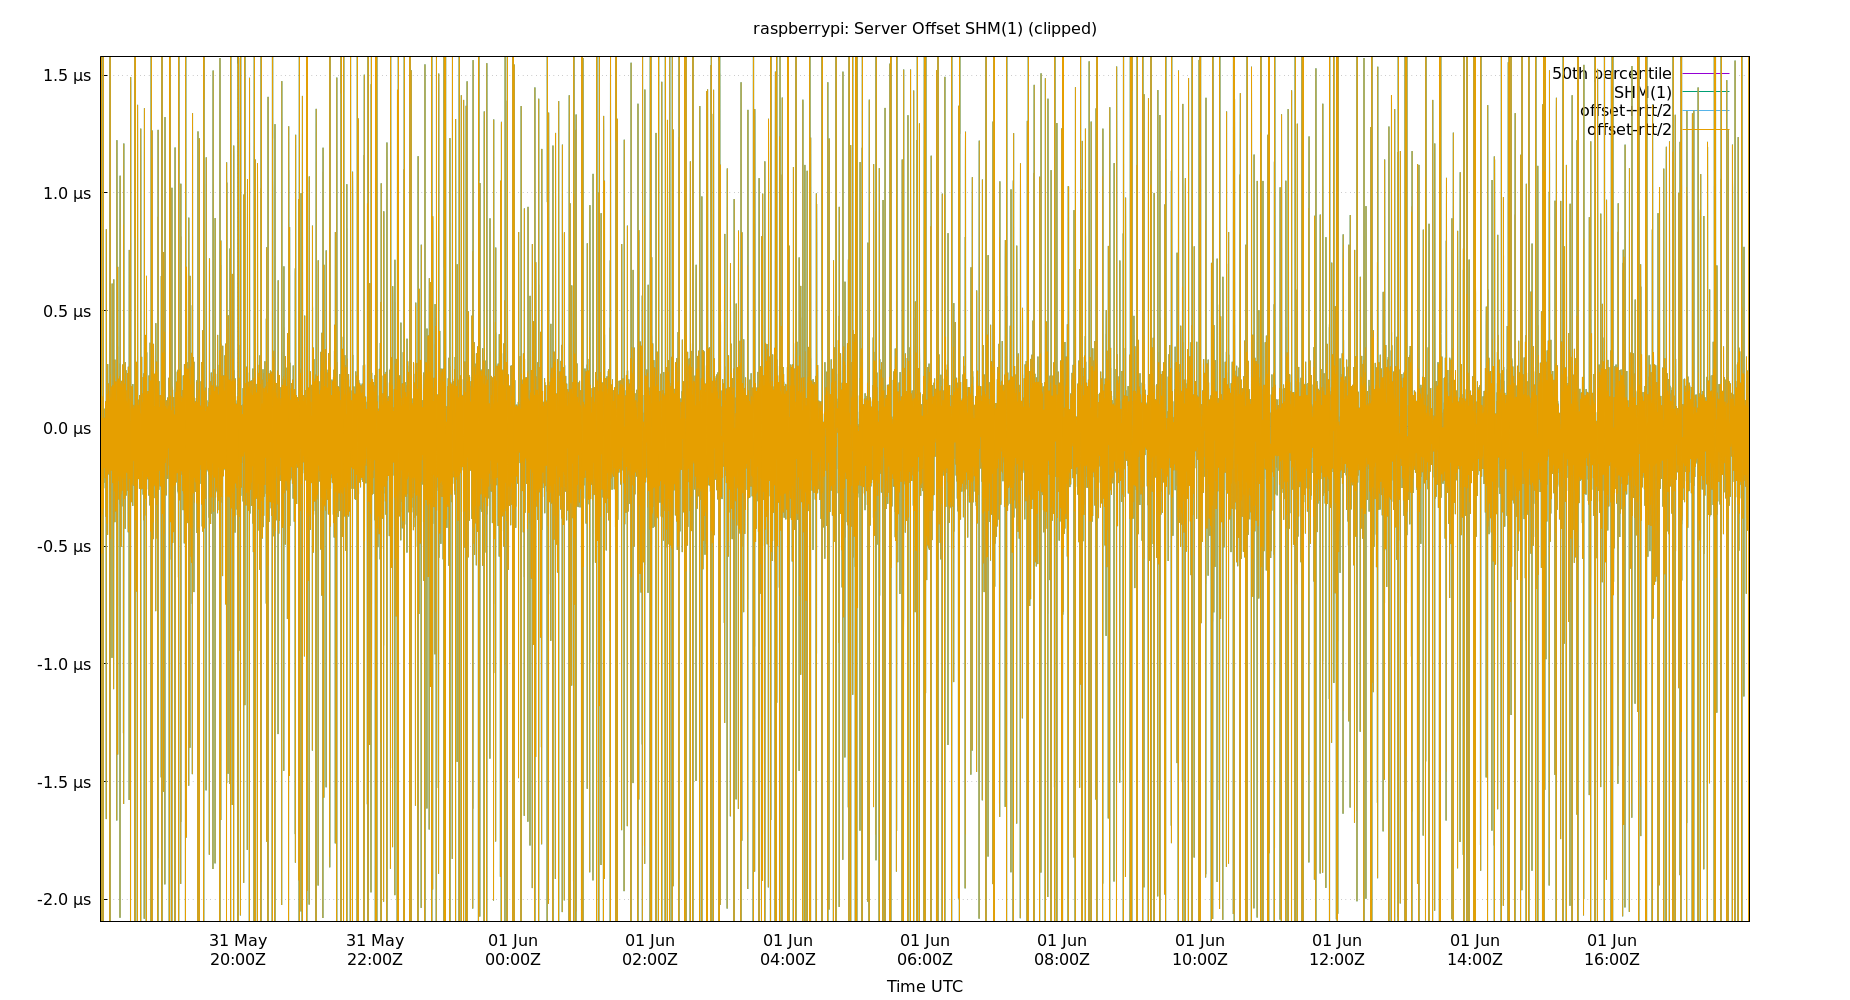 raspberrypi: Server Offset SHM(1) (clipped)
50th percentile
SHM(1)
offset+rtt/2
offset-rtt/2
1.5 µs
1.0 µs
0.5 µs
0.0 µs
-0.5 µs
-1.0 µs
-1.5 µs
-2.0 µs
31 May 31 May 01 Jun 01 Jun 01 Jun 01 Jun 01 Jun 01 Jun 01 Jun 01 Jun 01 Jun
20:00Z 22:00Z 00:00Z 02:00Z 04:00Z 06:00Z 08:00Z 10:00Z 12:00Z 14:00Z 16:00Z
Time UTC